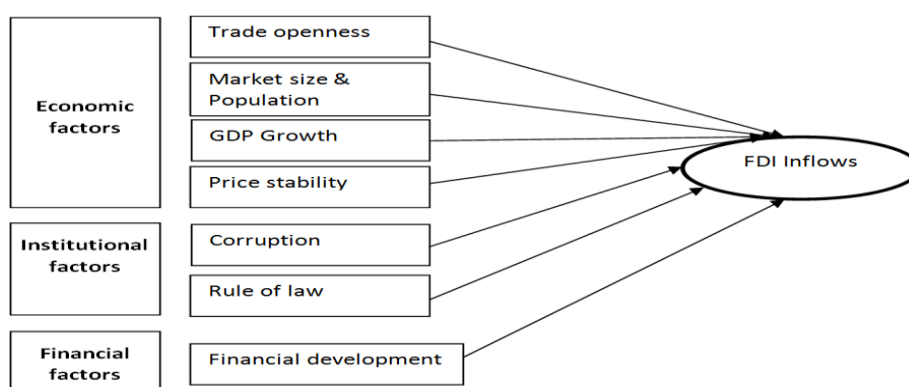 Trade openness
Market size &
Population
Economic
factors
GDP Growth
Price stability
FDI Inflows
Institutional
factors
Corruption
Rule of law
Financial
factors
Financial development